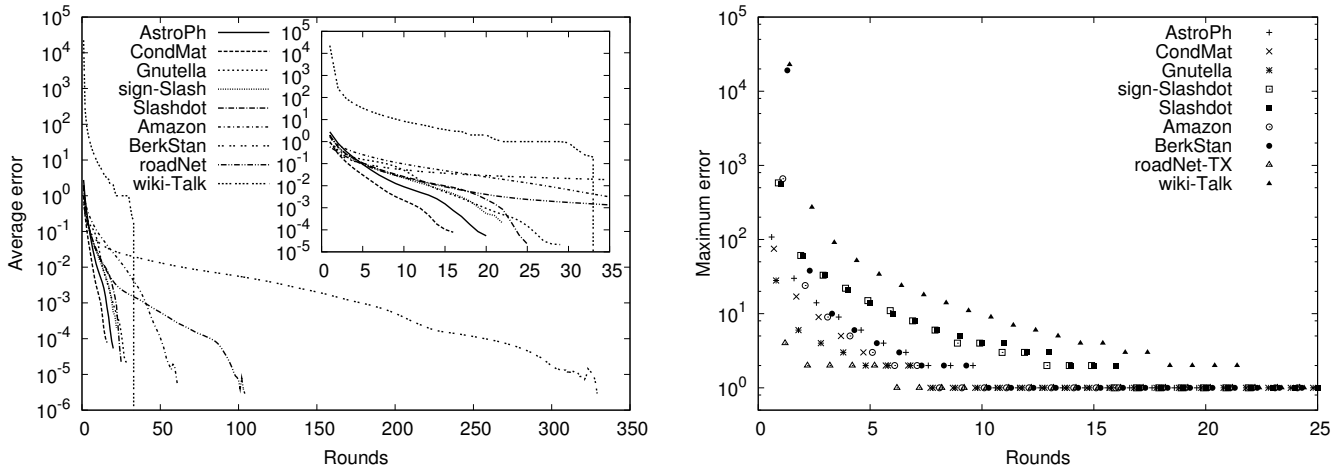 10^5
10^4
10^3
10^2
10^1
10^0
10^-1
10^-2
10^-3
10^-4
10^-5
10^-6
Average error
0 50 100 150 200 250 300 350
Rounds
AstroPh
CondMat
Gnutella
sign-Slash
Slashdot
Amazon
BerkStan
roadNet
wiki-Talk
10^5
10^4
10^3
10^2
10^1
10^0
10^-1
10^-2
10^-3
10^-4
10^-5
0 5 10 15 20 25 30 35
10^5
10^4
10^3
10^2
10^1
10^0
Maximum error
0 5 10 15 20 25
Rounds
AstroPh
CondMat
Gnutella
sign-Slashdot
Slashdot
Amazon
BerkStan
roadNet-TX
wiki-Talk